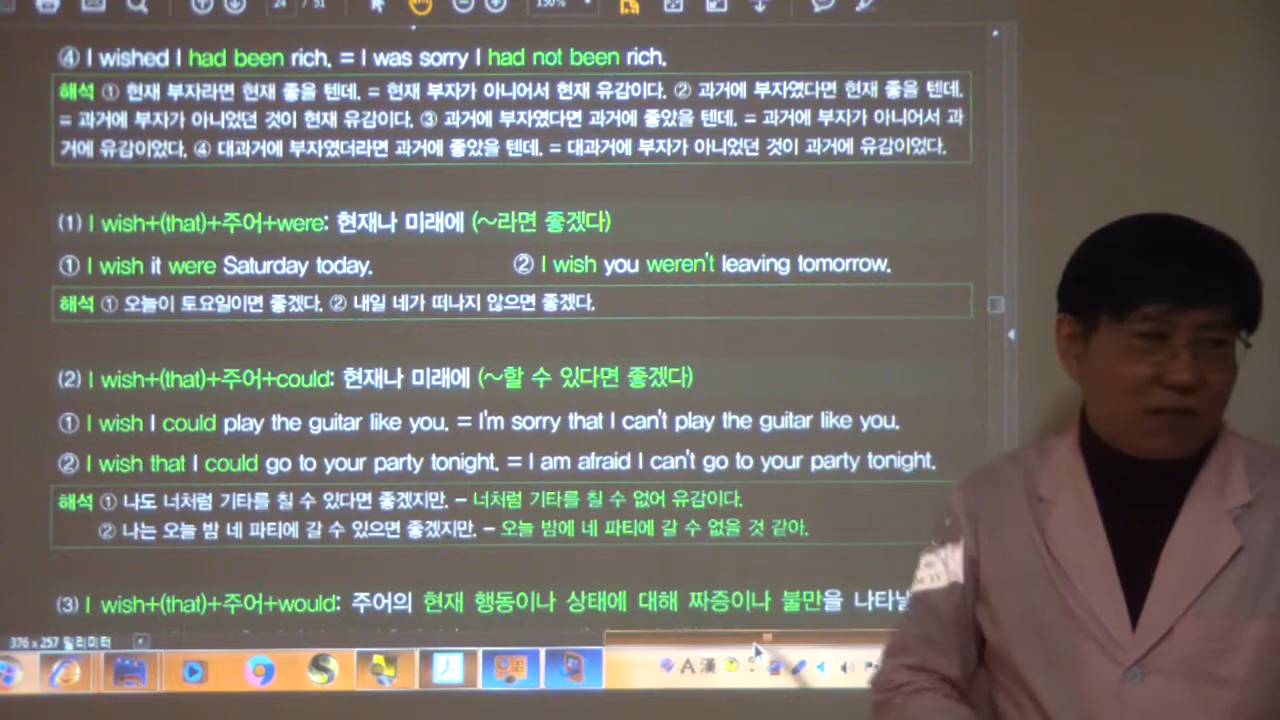 24 / 51
150%
④ I wished I had been rich. = I was sorry I had not been rich.
해석 ① 현재 부자라면 현재 좋을 텐데. = 현재 부자가 아니어서 현재 유감이다. ② 과거에 부자였다면 현재 좋을 텐데.
= 과거에 부자가 아니었던 것이 현재 유감이다. ③ 과거에 부자였다면 과거에 좋았을 텐데. = 과거에 부자가 아니어서 과
거에 유감이었다. ④ 대과거에 부자였더라면 과거에 좋았을 텐데. = 대과거에 부자가 아니었던 것이 과거에 유감이었다.
(1) I wish+(that)+주어+were: 현재나 미래에 (～라면 좋겠다)
① I wish it were Saturday today. ② I wish you weren't leaving tomorrow.
해석 ① 오늘이 토요일이면 좋겠다. ② 내일 네가 떠나지 않으면 좋겠다.
(2) I wish+(that)+주어+could: 현재나 미래에 (～할 수 있다면 좋겠다)
① I wish I could play the guitar like you. = I'm sorry that I can't play the guitar like you.
② I wish that I could go to your party tonight. = I am afraid I can't go to your party tonight.
해석 ① 나도 너처럼 기타를 칠 수 있다면 좋겠지만. – 너처럼 기타를 칠 수 없어 유감이다.
② 나는 오늘 밤 네 파티에 갈 수 있으면 좋겠지만. – 오늘 밤에 네 파티에 갈 수 없을 것 같아.
(3) I wish+(that)+주어+would: 주어의 현재 행동이나 상태에 대해 짜증이나 불만을 나타낼
376 x 257 밀리미터
A 漢